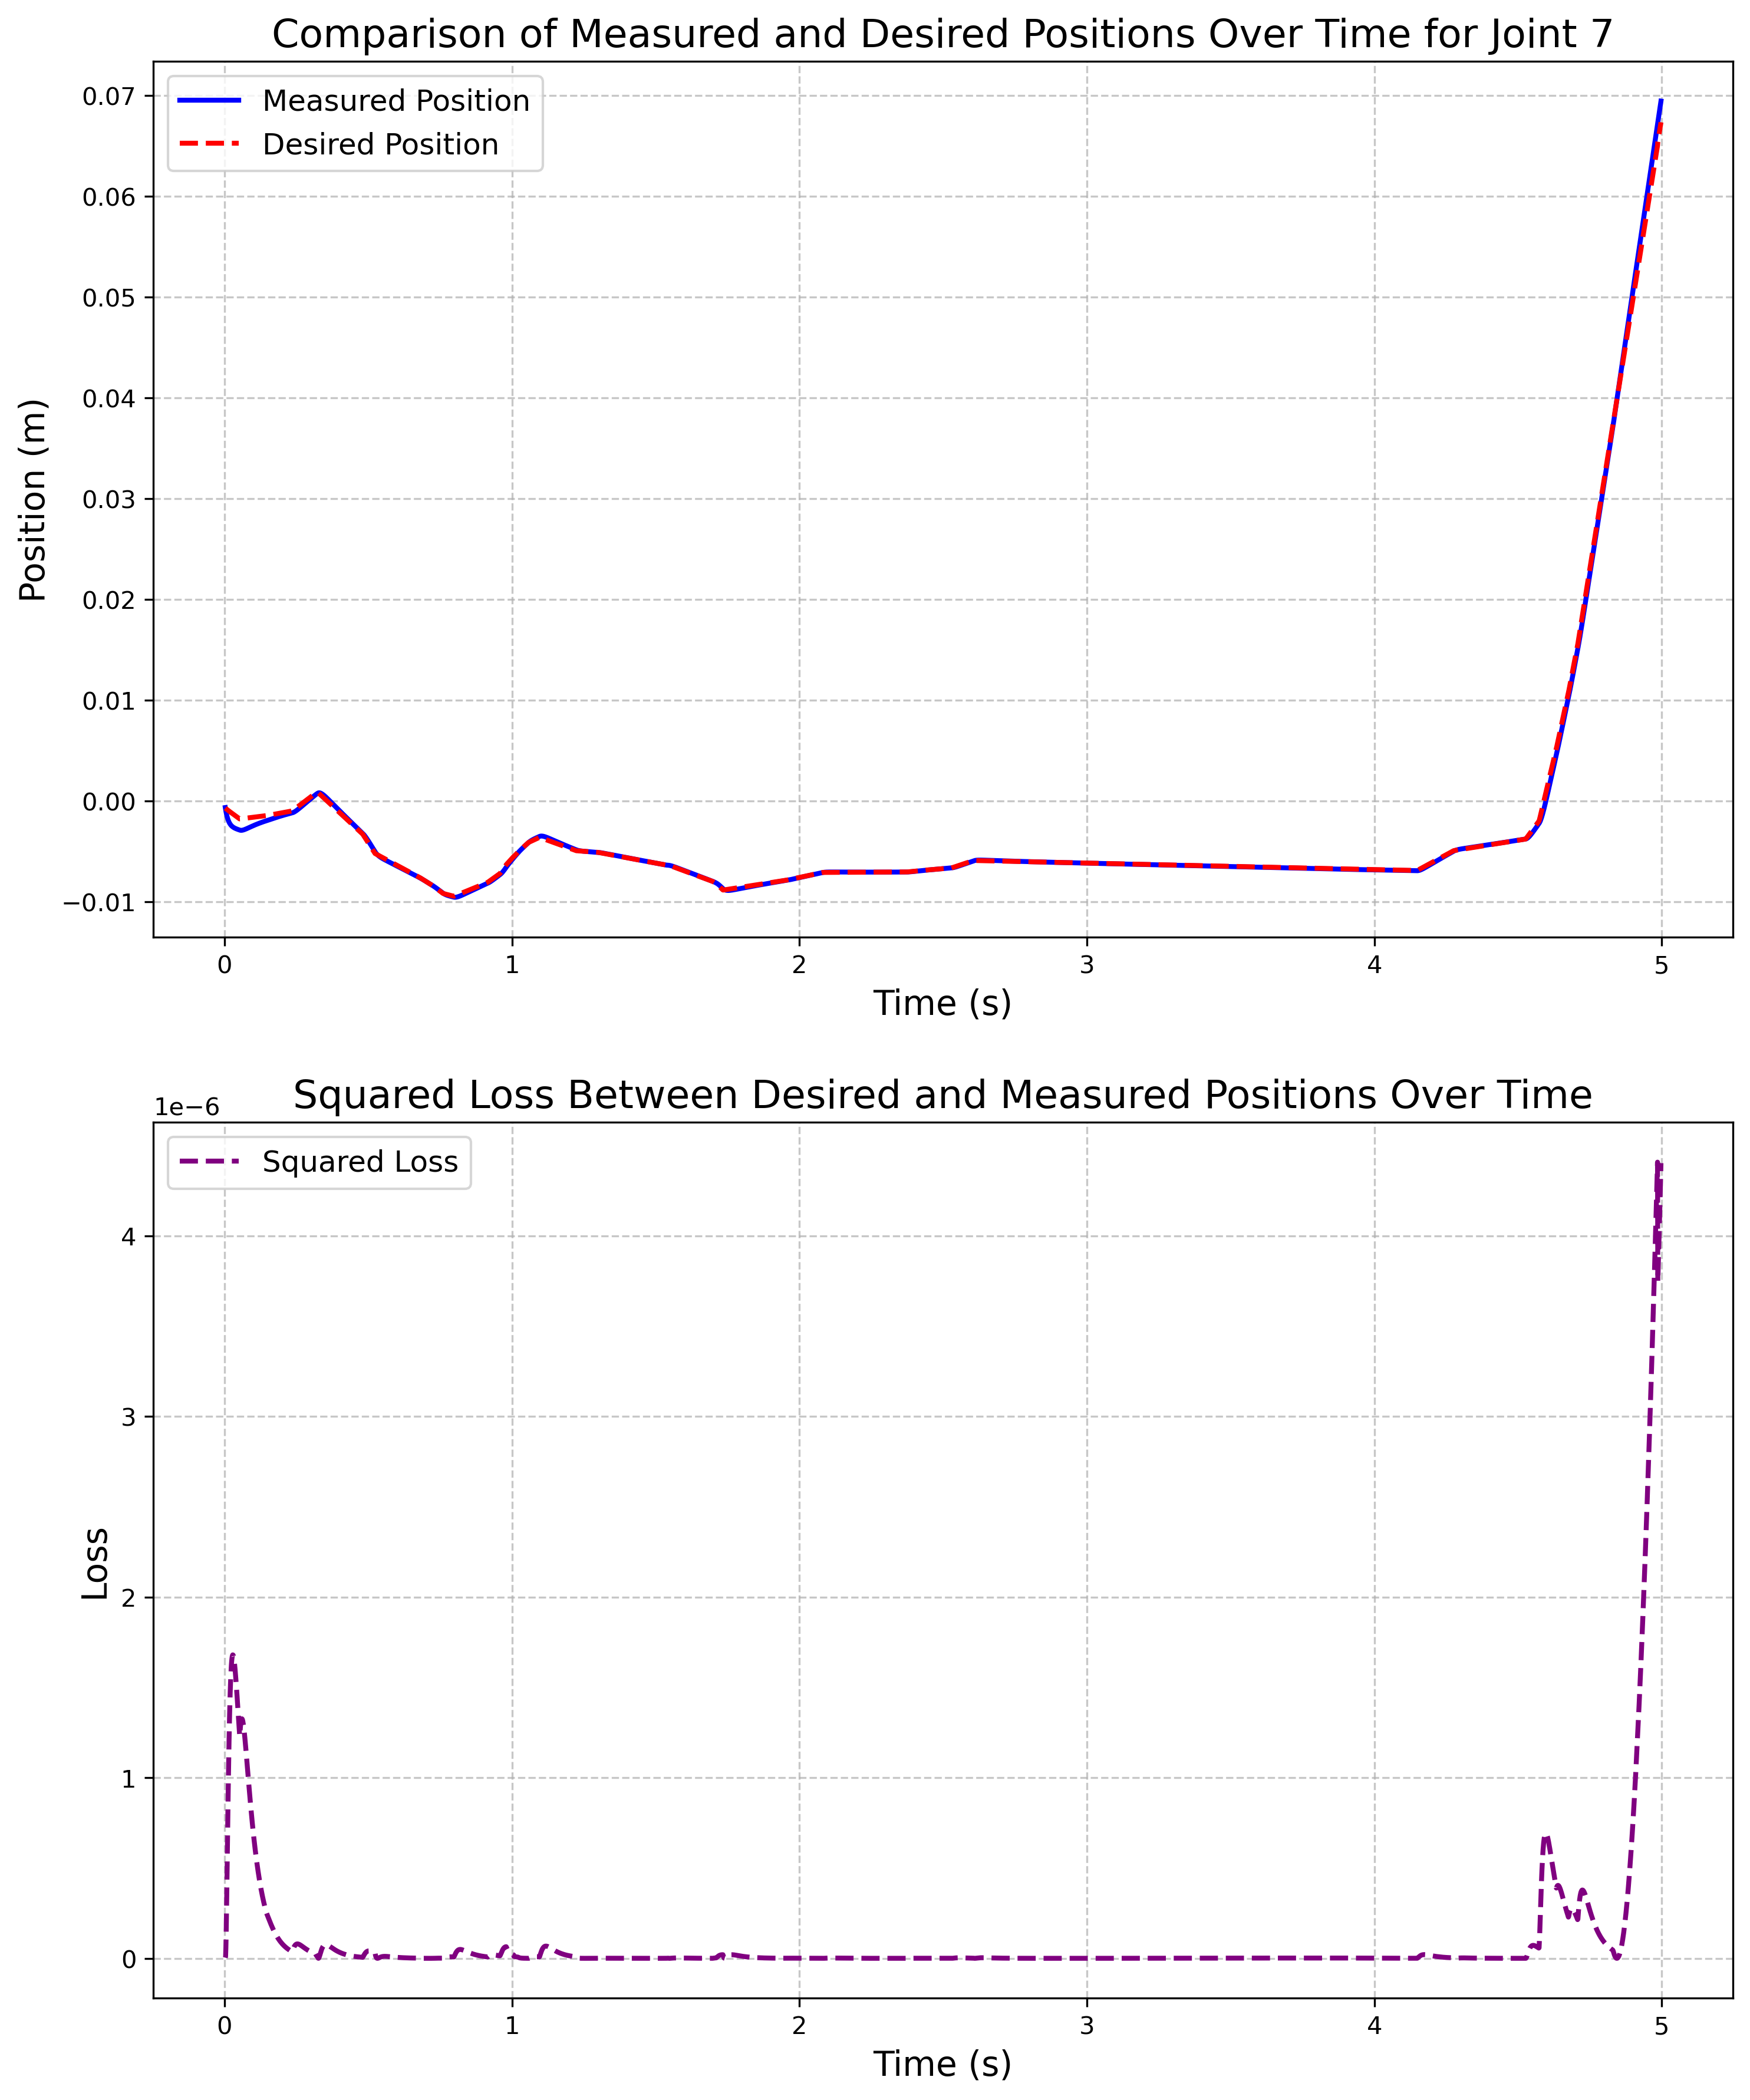 Comparison of Measured and Desired Positions Over Time for Joint 7
Measured Position
Desired Position
Position (m)
0.07
0.06
0.05
0.04
0.03
0.02
0.01
0.00
−0.01
0 1 2 3 4 5
Time (s)
Squared Loss Between Desired and Measured Positions Over Time
1e−6
Squared Loss
Loss
4
3
2
1
0
0 1 2 3 4 5
Time (s)